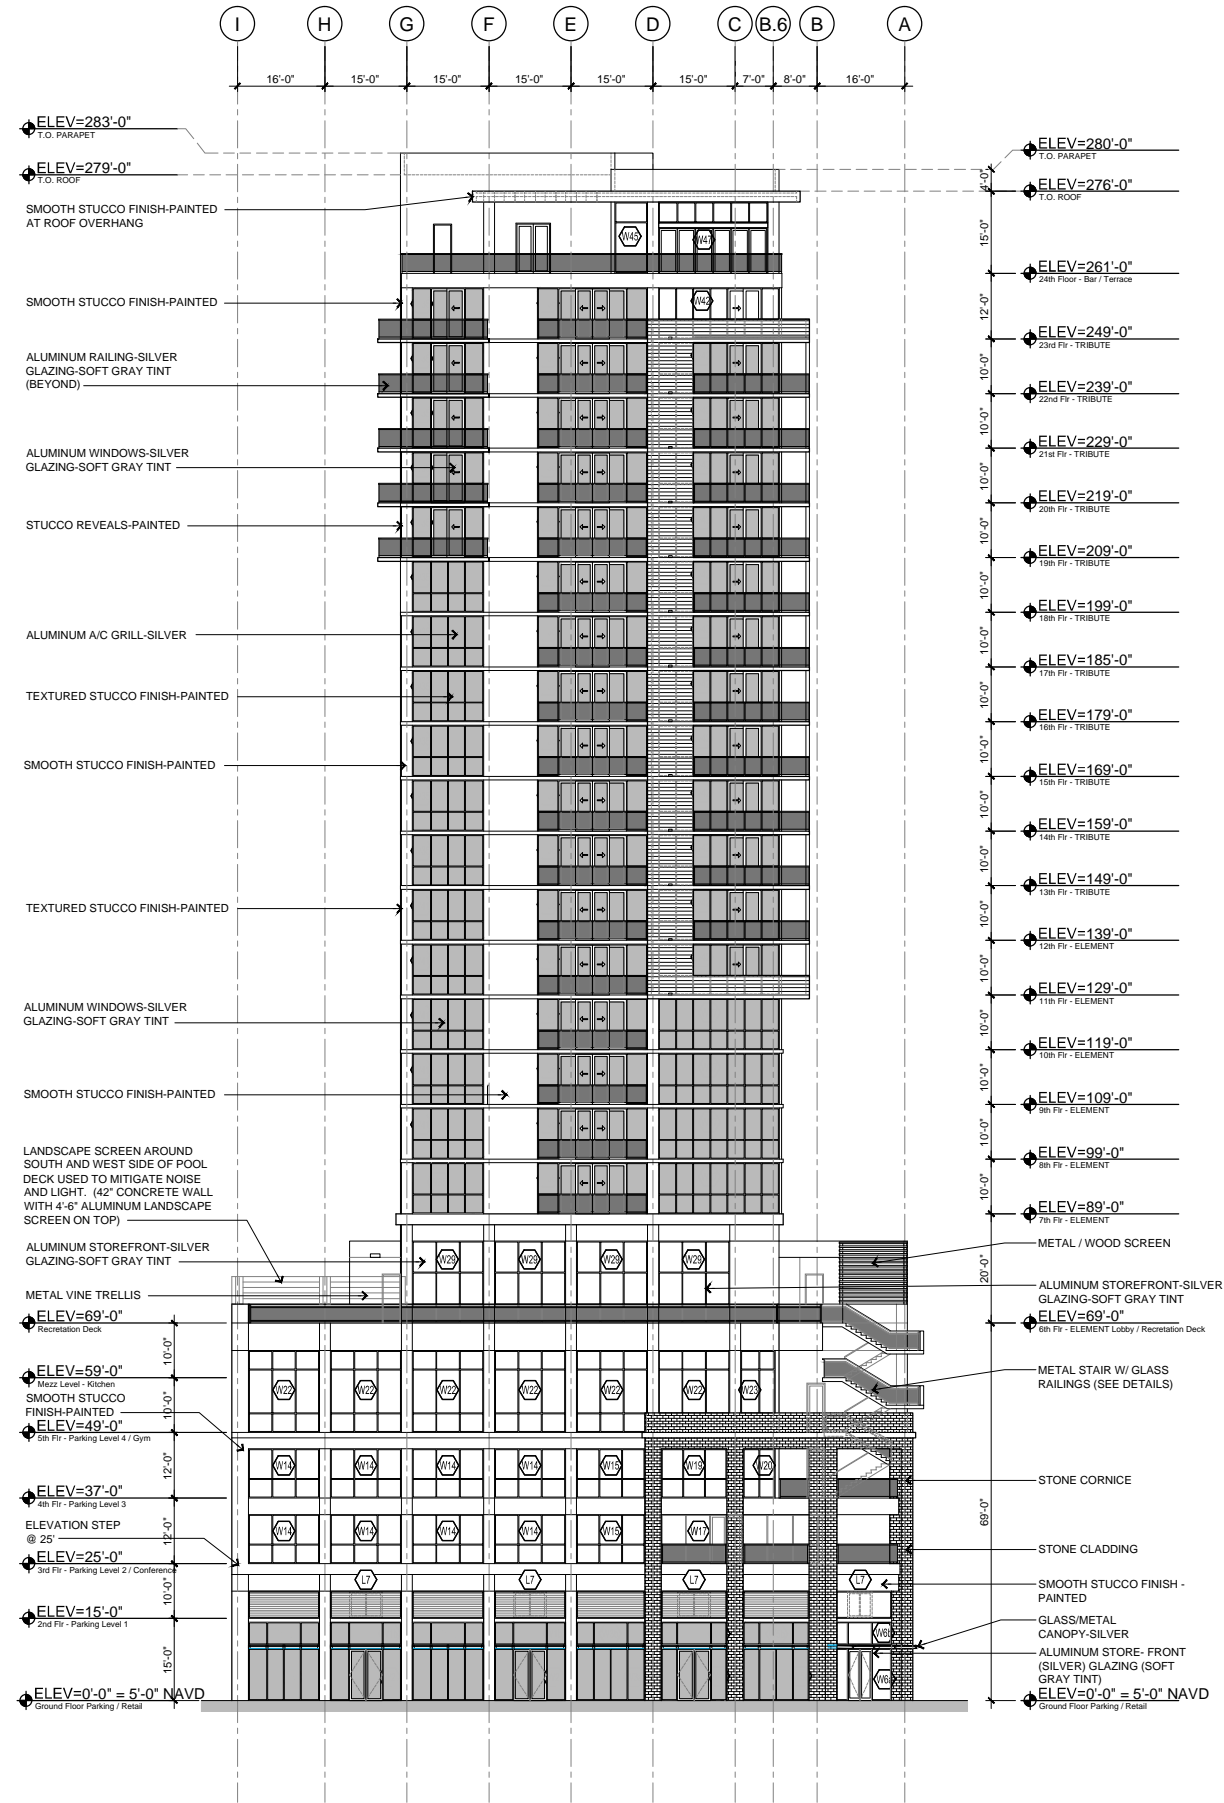 I H G F E D C B.6 B A
16'-0" 15'-0" 15'-0" 15'-0" 15'-0" 15'-0" 7'-0" 8'-0" 16'-0"
ELEV=283'-0"
T.O. PARAPET
ELEV=279'-0"
T.O. ROOF
SMOOTH STUCCO FINISH-PAINTED
AT ROOF OVERHANG
SMOOTH STUCCO FINISH-PAINTED
ALUMINUM RAILING-SILVER
GLAZING-SOFT GRAY TINT
(BEYOND)
ALUMINUM WINDOWS-SILVER
GLAZING-SOFT GRAY TINT
STUCCO REVEALS-PAINTED
ALUMINUM A/C GRILL-SILVER
TEXTURED STUCCO FINISH-PAINTED
SMOOTH STUCCO FINISH-PAINTED
TEXTURED STUCCO FINISH-PAINTED
ALUMINUM WINDOWS-SILVER
GLAZING-SOFT GRAY TINT
SMOOTH STUCCO FINISH-PAINTED
LANDSCAPE SCREEN AROUND
SOUTH AND WEST SIDE OF POOL
DECK USED TO MITIGATE NOISE
AND LIGHT. (42" CONCRETE WALL
WITH 4'-6" ALUMINUM LANDSCAPE
SCREEN ON TOP)
ALUMINUM STOREFRONT-SILVER
GLAZING-SOFT GRAY TINT
METAL VINE TRELLIS
ELEV=69'-0"
Recretation Deck
10'-0"
ELEV=59'-0"
Mezz Level - Kitchen
10'-0"
SMOOTH STUCCO
FINISH-PAINTED
ELEV=49'-0"
5th Flr - Parking Level 4 / Gym
12'-0"
ELEV=37'-0"
4th Flr - Parking Level 3
12'-0"
ELEVATION STEP
@ 25'
ELEV=25'-0"
3rd Flr - Parking Level 2 / Conference
10'-0"
ELEV=15'-0"
2nd Flr - Parking Level 1
15'-0"
ELEV=0'-0" = 5'-0" NAVD
Ground Floor Parking / Retail
W45 W47
W42
W29 W29 W29 W29
W22 W22 W22 W22 W22 W22 W23
W14 W14 W14 W14 W15 W19 W20
W14 W14 W14 W14 W15 W17
L7 L7 L7 L7
W6b
W6a
ELEV=280'-0"
T.O. PARAPET
4'-0"
ELEV=276'-0"
T.O. ROOF
15'-0"
ELEV=261'-0"
24th Floor - Bar / Terrace
12'-0"
ELEV=249'-0"
23rd Flr - TRIBUTE
10'-0"
ELEV=239'-0"
22nd Flr - TRIBUTE
10'-0"
ELEV=229'-0"
21st Flr - TRIBUTE
10'-0"
ELEV=219'-0"
20th Flr - TRIBUTE
10'-0"
ELEV=209'-0"
19th Flr - TRIBUTE
10'-0"
ELEV=199'-0"
18th Flr - TRIBUTE
10'-0"
ELEV=185'-0"
17th Flr - TRIBUTE
10'-0"
ELEV=179'-0"
16th Flr - TRIBUTE
10'-0"
ELEV=169'-0"
15th Flr - TRIBUTE
10'-0"
ELEV=159'-0"
14th Flr - TRIBUTE
10'-0"
ELEV=149'-0"
13th Flr - TRIBUTE
10'-0"
ELEV=139'-0"
12th Flr - ELEMENT
10'-0"
ELEV=129'-0"
11th Flr - ELEMENT
10'-0"
ELEV=119'-0"
10th Flr - ELEMENT
10'-0"
ELEV=109'-0"
9th Flr - ELEMENT
10'-0"
ELEV=99'-0"
8th Flr - ELEMENT
10'-0"
ELEV=89'-0"
7th Flr - ELEMENT
METAL / WOOD SCREEN
20'-0"
ALUMINUM STOREFRONT-SILVER
GLAZING-SOFT GRAY TINT
ELEV=69'-0"
6th Flr - ELEMENT Lobby / Recretation Deck
METAL STAIR W/ GLASS
RAILINGS (SEE DETAILS)
STONE CORNICE
69'-0"
STONE CLADDING
SMOOTH STUCCO FINISH -
PAINTED
GLASS/METAL
CANOPY-SILVER
ALUMINUM STORE- FRONT
(SILVER) GLAZING (SOFT
GRAY TINT)
ELEV=0'-0" = 5'-0" NAVD
Ground Floor Parking / Retail